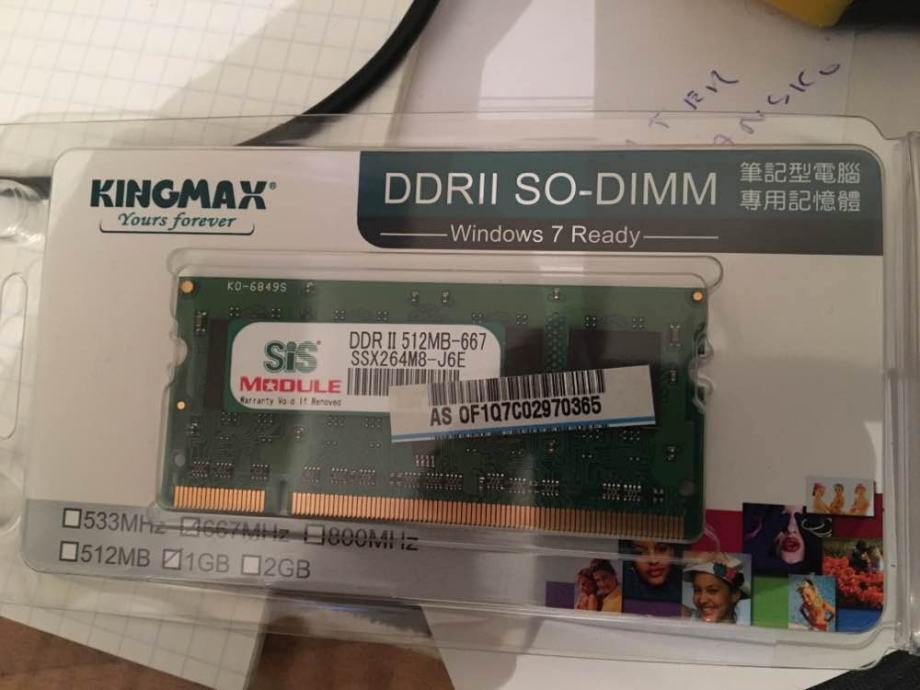 TER
ANSKO
KINGMAX®
Yours forever
DDRII SO-DIMM
Windows 7 Ready
筆記型電腦
專用記憶體
KO-6849S
SiS
MODULE
Warranty Void If Removed
DDR II 512MB-667
SSX264M8-J6E
AS 0F1Q7C02970365
533MHz 667MHz 800MHz
512MB 1GB 2GB